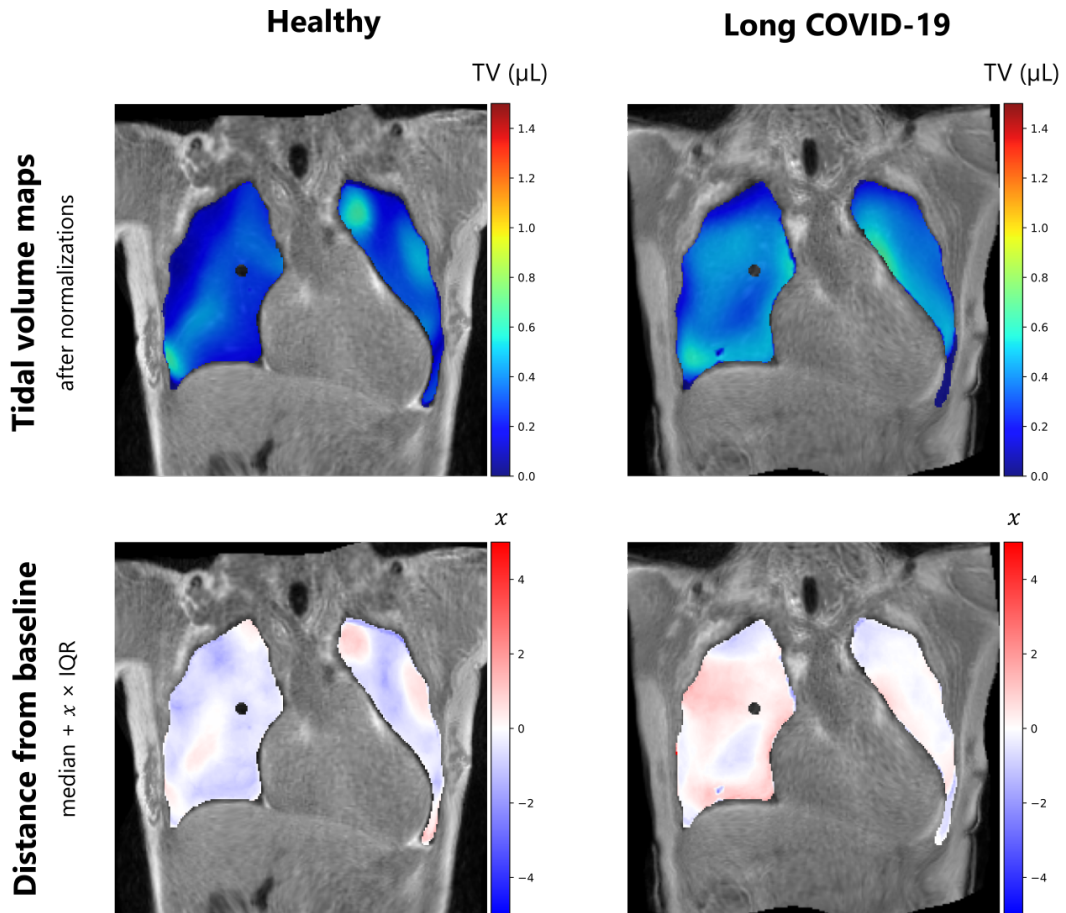 Healthy
Long COVID-19
TV (μL)
TV (μL)
Tidal volume maps
after normalizations
1.4
1.2
1.0
0.8
0.6
0.4
0.2
0.0
1.4
1.2
1.0
0.8
0.6
0.4
0.2
0.0
x
x
Distance from baseline
median + x × IQR
4
2
0
−2
−4
4
2
0
−2
−4